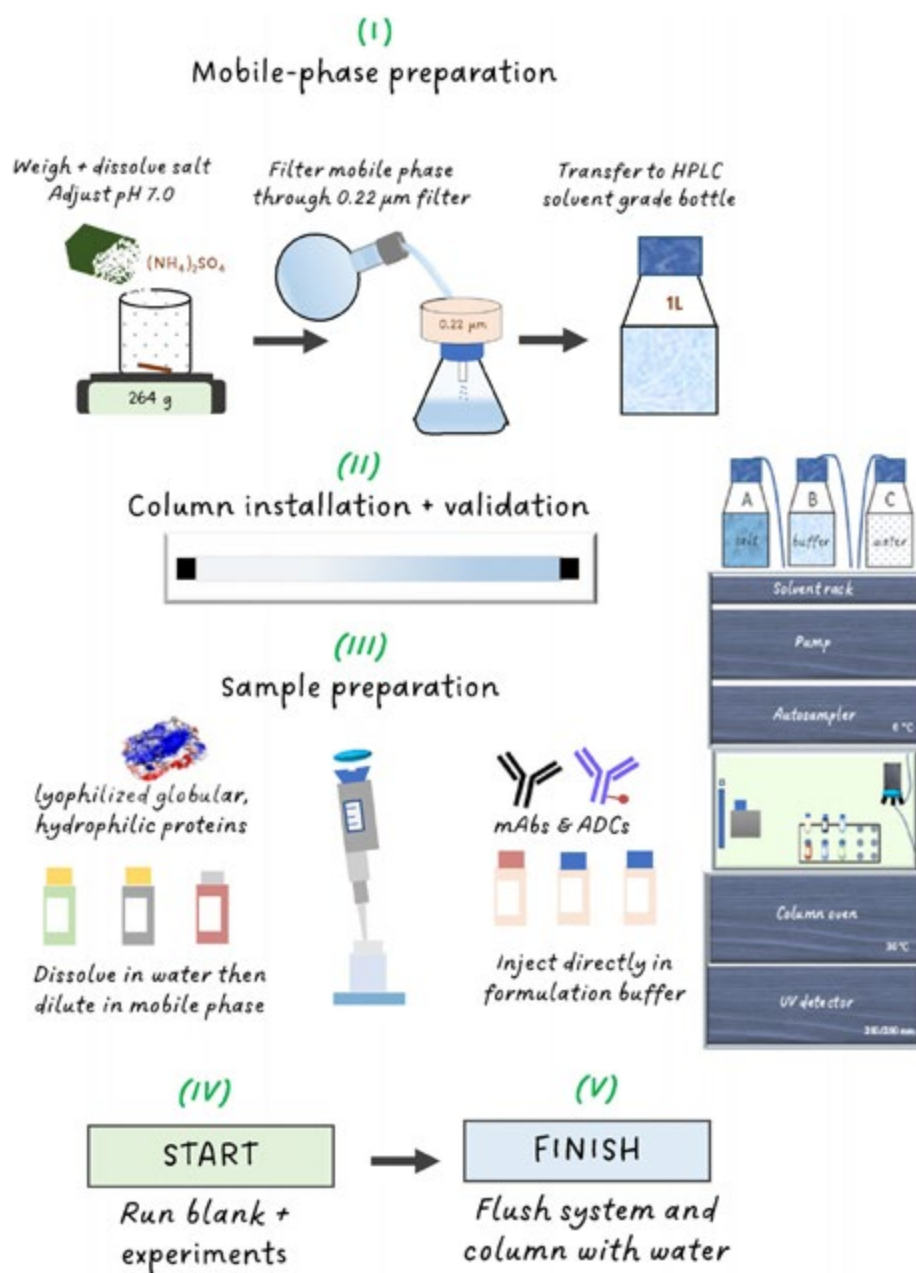 (I)
Mobile-phase preparation
Weigh + dissolve salt
Adjust pH 7.0
(NH₄)₂SO₄
264 g
Filter mobile phase
through 0.22 µm filter
0.22 µm
Transfer to HPLC
solvent grade bottle
1L
(II)
Column installation + validation
A
B
C
salt
buffer
water
Solvent rack
Pump
Autosampler
6 °C
Column oven
30 °C
UV detector
(III)
Sample preparation
lyophilized globular,
hydrophilic proteins
Dissolve in water then
dilute in mobile phase
mAbs & ADCs
Inject directly in
formulation buffer
(IV)
START
Run blank +
experiments
(V)
FINISH
Flush system and
column with water